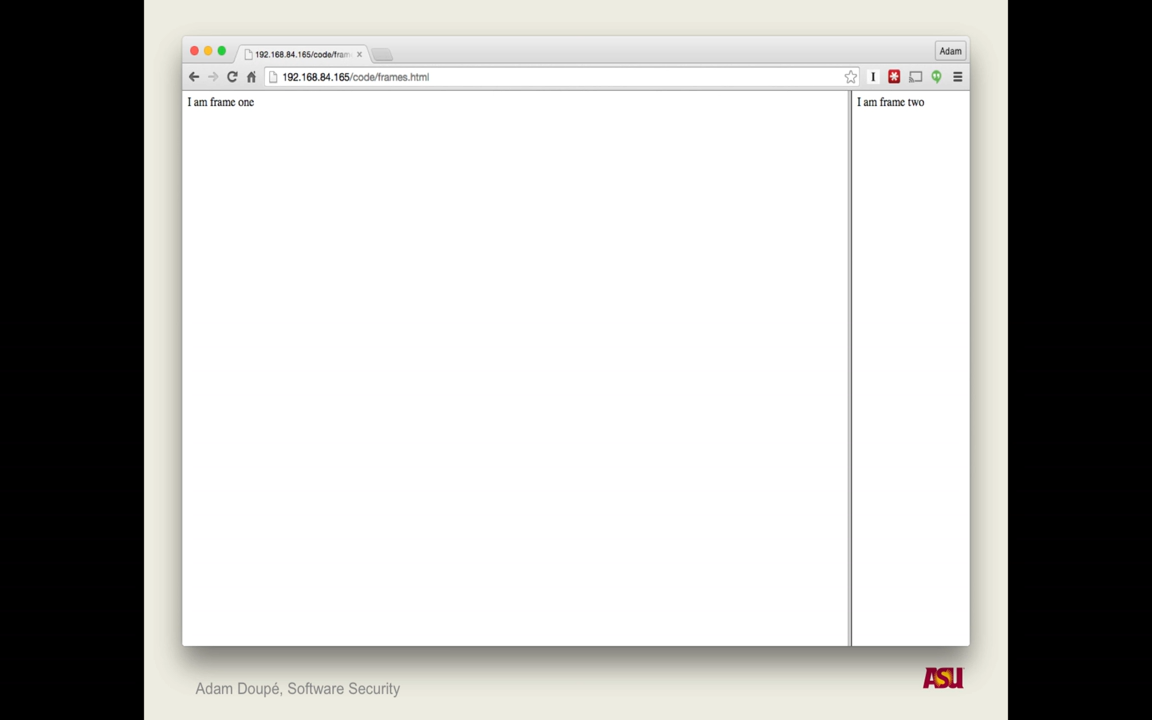 192.168.84.165/code/fram
Adam
192.168.84.165/code/frames.html
I am frame one
I am frame two
Adam Doupé, Software Security
ASU